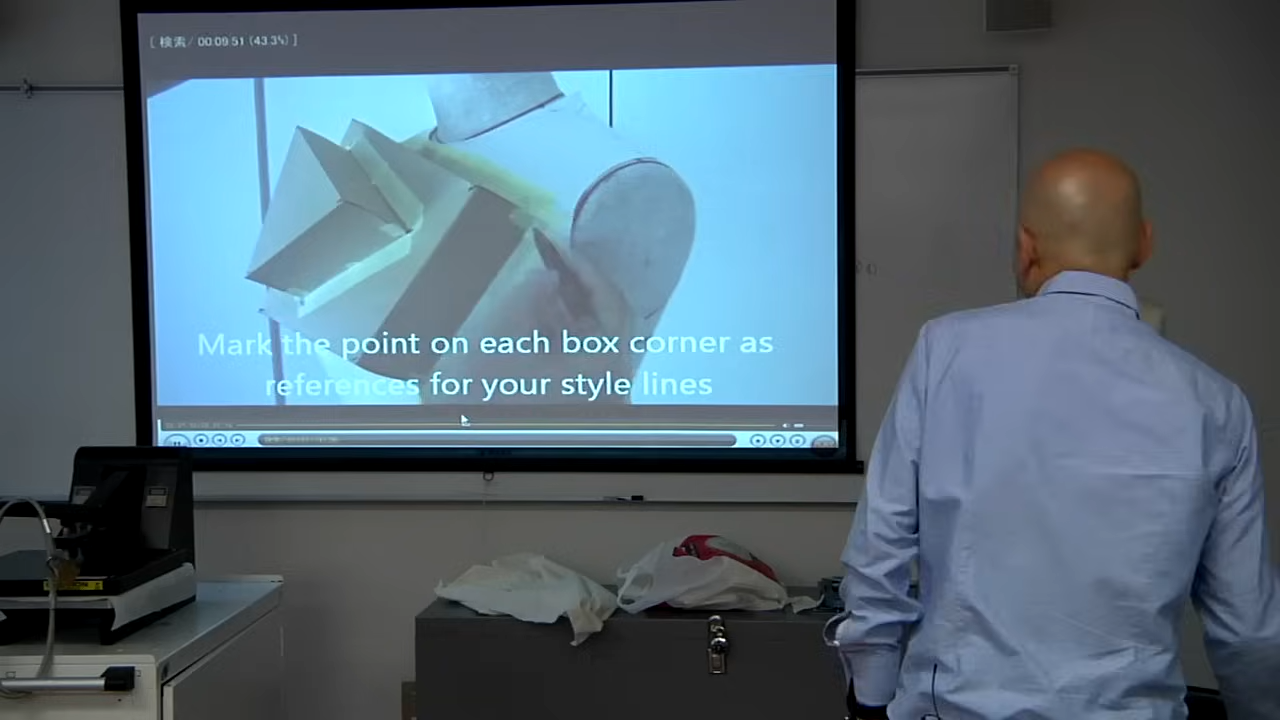 [ 検索/ 00:09:51 (43.3%) ]
Mark the point on each box corner as
references for your style lines